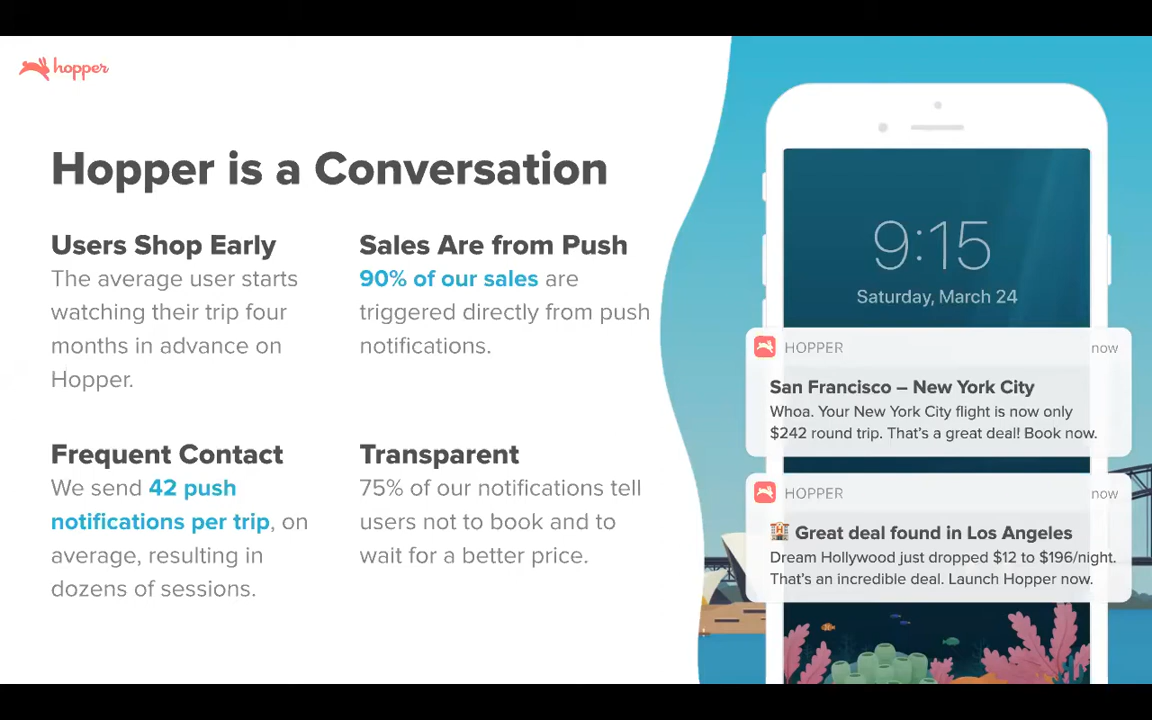 hopper
Hopper is a Conversation
Users Shop Early
The average user starts
watching their trip four
months in advance on
Hopper.
Sales Are from Push
90% of our sales are
triggered directly from push
notifications.
Frequent Contact
We send 42 push
notifications per trip, on
average, resulting in
dozens of sessions.
Transparent
75% of our notifications tell
users not to book and to
wait for a better price.
9:15
Saturday, March 24
HOPPER now
San Francisco – New York City
Whoa. Your New York City flight is now only
$242 round trip. That's a great deal! Book now.
HOPPER now
🏨 Great deal found in Los Angeles
Dream Hollywood just dropped $12 to $196/night.
That's an incredible deal. Launch Hopper now.